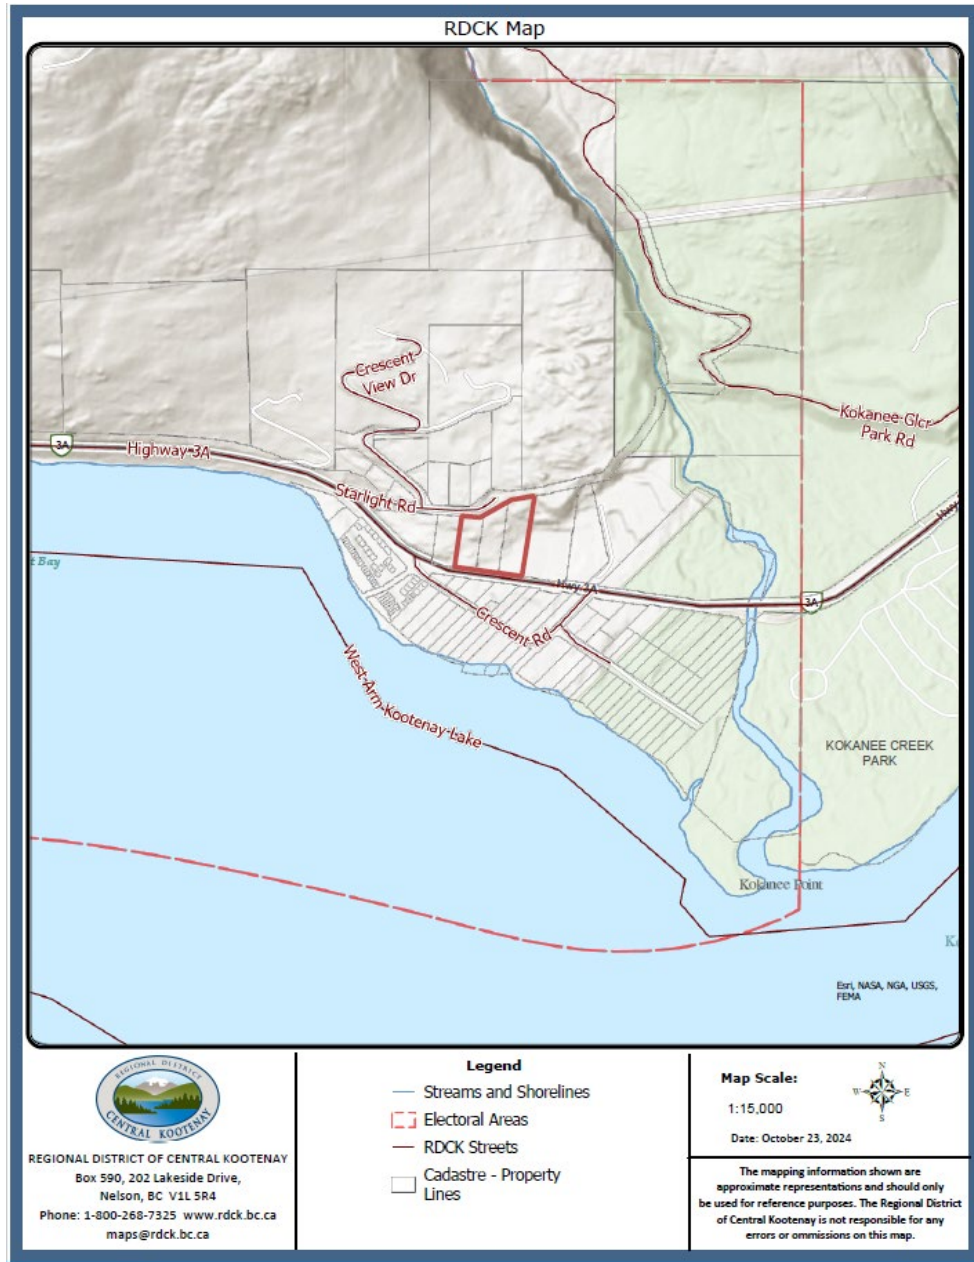 RDCK Map
Crescent
View Dr
Kokanee-Glcr
Park Rd
3A
Highway 3A
Starlight-Rd
Hwy
t Bay
Hwy 3A
3A
Crescent-Rd
West-Arm-Kootenay-Lake
KOKANEE CREEK
PARK
Kokanee Point
K
Esri, NASA, NGA, USGS,
FEMA
REGIONAL DISTRICT
CENTRAL KOOTENAY
REGIONAL DISTRICT OF CENTRAL KOOTENAY
Box 590, 202 Lakeside Drive,
Nelson, BC V1L 5R4
Phone: 1-800-268-7325 www.rdck.bc.ca
maps@rdck.bc.ca
Legend
Streams and Shorelines
Electoral Areas
RDCK Streets
Cadastre - Property
Lines
Map Scale:
1:15,000
N
W
E
S
Date: October 23, 2024
The mapping information shown are
approximate representations and should only
be used for reference purposes. The Regional District
of Central Kootenay is not responsible for any
errors or ommissions on this map.